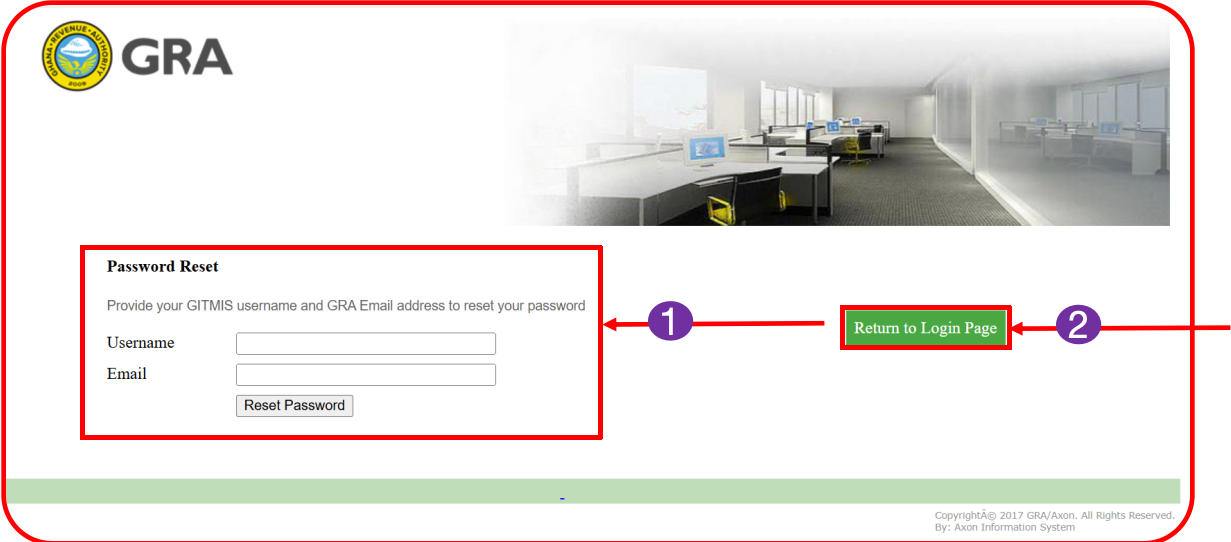 GHANA·REVENUE·AUTHORITY
2009
GRA
Password Reset
Provide your GITMIS username and GRA Email address to reset your password
1
Return to Login Page
2
Username
Email
Reset Password
-
CopyrightÂ© 2017 GRA/Axon. All Rights Reserved.
By: Axon Information System